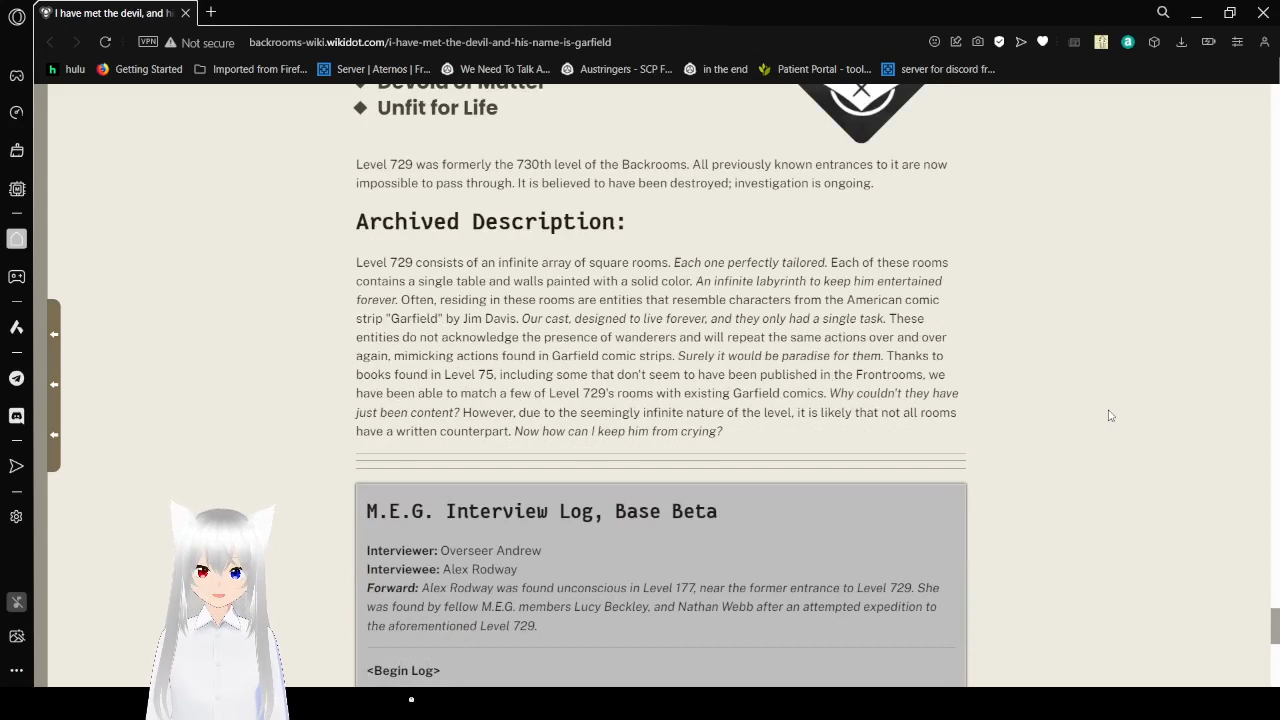 I have met the devil, and hi
VPN
Not secure
backrooms-wiki.wikidot.com/i-have-met-the-devil-and-his-name-is-garfield
hulu
Getting Started
Imported from Firef...
Server | Aternos | Fr...
We Need To Talk A...
Austringers - SCP F...
in the end
Patient Portal - tool...
server for discord fr...
Devoid of Matter
Unfit for Life
Level 729 was formerly the 730th level of the Backrooms. All previously known entrances to it are now
impossible to pass through. It is believed to have been destroyed; investigation is ongoing.
Archived Description:
Level 729 consists of an infinite array of square rooms. Each one perfectly tailored. Each of these rooms
contains a single table and walls painted with a solid color. An infinite labyrinth to keep him entertained
forever. Often, residing in these rooms are entities that resemble characters from the American comic
strip "Garfield" by Jim Davis. Our cast, designed to live forever, and they only had a single task. These
entities do not acknowledge the presence of wanderers and will repeat the same actions over and over
again, mimicking actions found in Garfield comic strips. Surely it would be paradise for them. Thanks to
books found in Level 75, including some that don't seem to have been published in the Frontrooms, we
have been able to match a few of Level 729's rooms with existing Garfield comics. Why couldn't they have
just been content? However, due to the seemingly infinite nature of the level, it is likely that not all rooms
have a written counterpart. Now how can I keep him from crying?
M.E.G. Interview Log, Base Beta
Interviewer: Overseer Andrew
Interviewee: Alex Rodway
Forward: Alex Rodway was found unconscious in Level 177, near the former entrance to Level 729. She
was found by fellow M.E.G. members Lucy Beckley, and Nathan Webb after an attempted expedition to
the aforementioned Level 729.
<Begin Log>